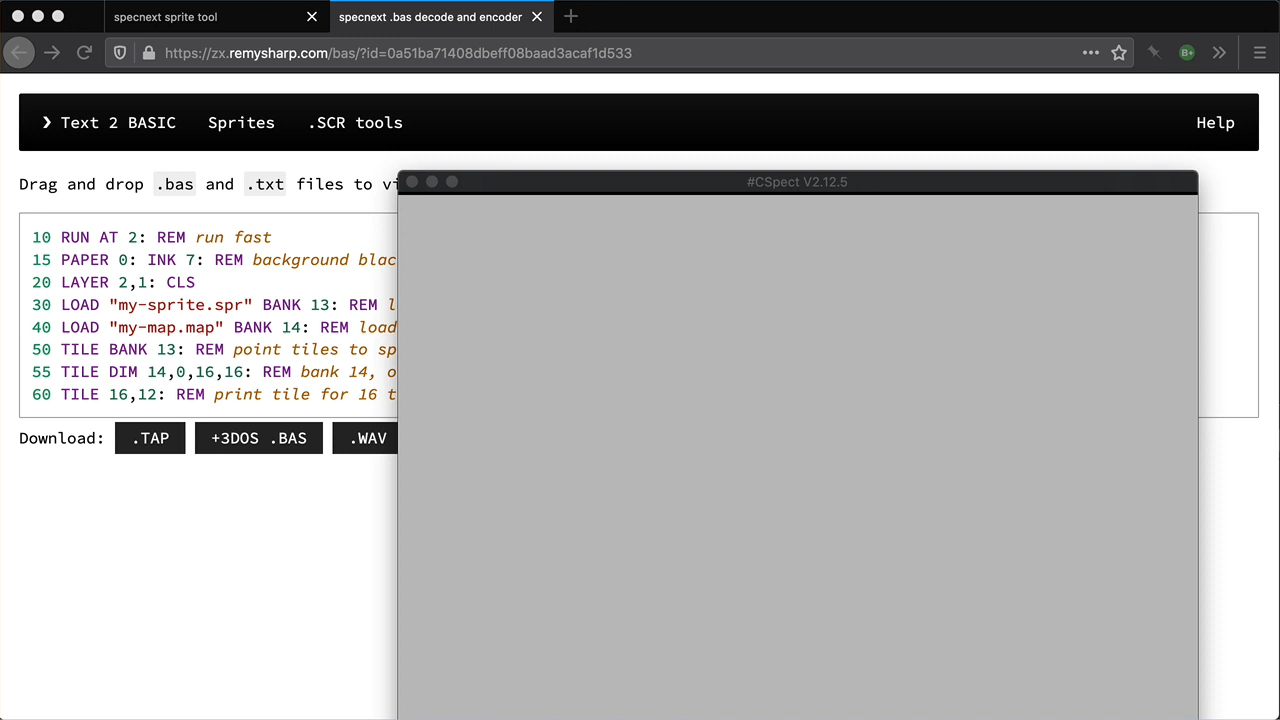 specnext sprite tool
specnext .bas decode and encoder
https://zx.remysharp.com/bas/?id=0a51ba71408dbeff08baad3acaf1d533
B+
❯ Text 2 BASIC Sprites .SCR tools Help
Drag and drop .bas and .txt files to vi
#CSpect V2.12.5
10 RUN AT 2: REM run fast
15 PAPER 0: INK 7: REM background blac
20 LAYER 2,1: CLS
30 LOAD "my-sprite.spr" BANK 13: REM l
40 LOAD "my-map.map" BANK 14: REM load
50 TILE BANK 13: REM point tiles to sp
55 TILE DIM 14,0,16,16: REM bank 14, o
60 TILE 16,12: REM print tile for 16 t
Download: .TAP +3DOS .BAS .WAV